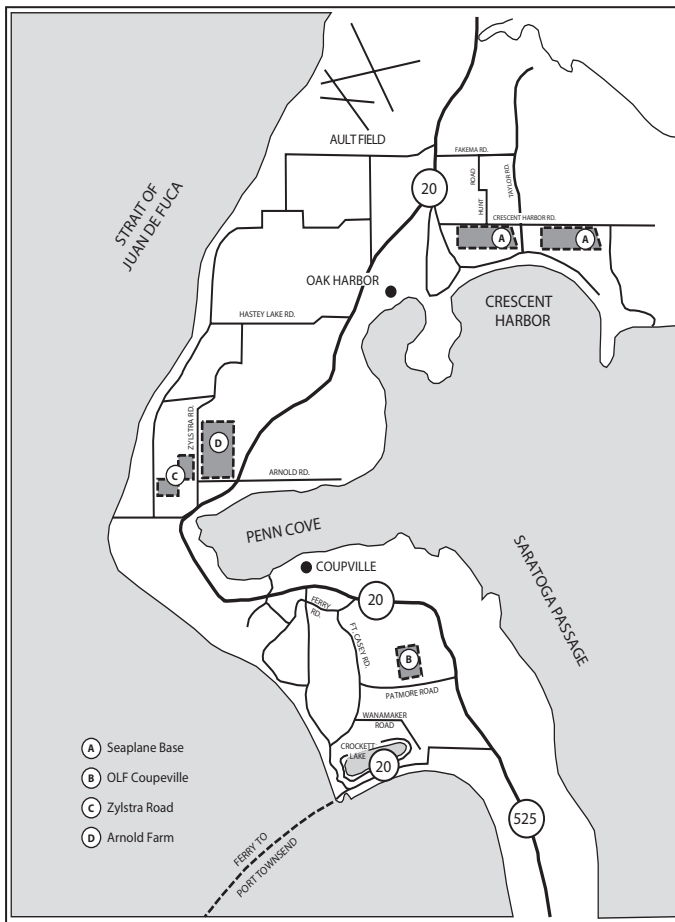 AULT FIELD
FAKEMA RD.
ROAD
HUNT
TAYLOR RD.
20
CRESCENT HARBOR RD.
A
A
STRAIT OF
JUAN DE FUCA
OAK HARBOR
CRESCENT
HARBOR
HASTEY LAKE RD.
ZYLSTRA RD.
D
C
ARNOLD RD.
PENN COVE
SARATOGA PASSAGE
COUPVILLE
20
FERRY
RD.
FT. CASEY RD.
B
PATMORE ROAD
WANAMAKER
ROAD
CROCKETT
LAKE
20
525
A Seaplane Base
B OLF Coupeville
C Zylstra Road
D Arnold Farm
FERRY TO
PORT TOWNSEND